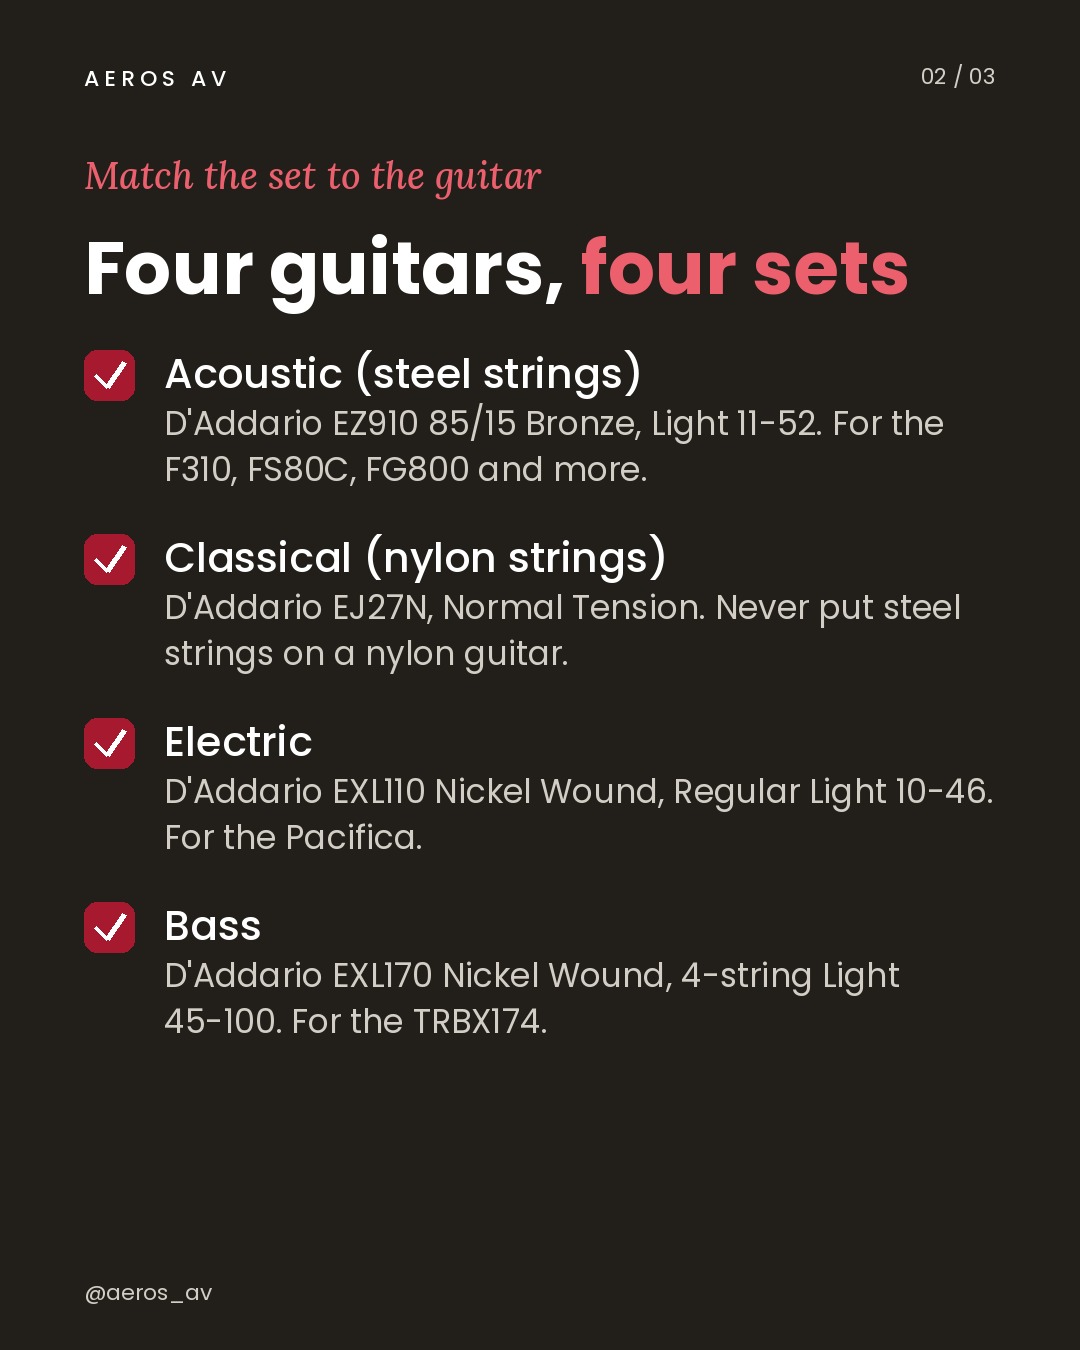 AEROS AV
02 / 03
Match the set to the guitar
Four guitars, four sets
Acoustic (steel strings)
D'Addario EZ910 85/15 Bronze, Light 11-52. For the
F310, FS80C, FG800 and more.
Classical (nylon strings)
D'Addario EJ27N, Normal Tension. Never put steel
strings on a nylon guitar.
Electric
D'Addario EXL110 Nickel Wound, Regular Light 10-46.
For the Pacifica.
Bass
D'Addario EXL170 Nickel Wound, 4-string Light
45-100. For the TRBX174.
@aeros_av